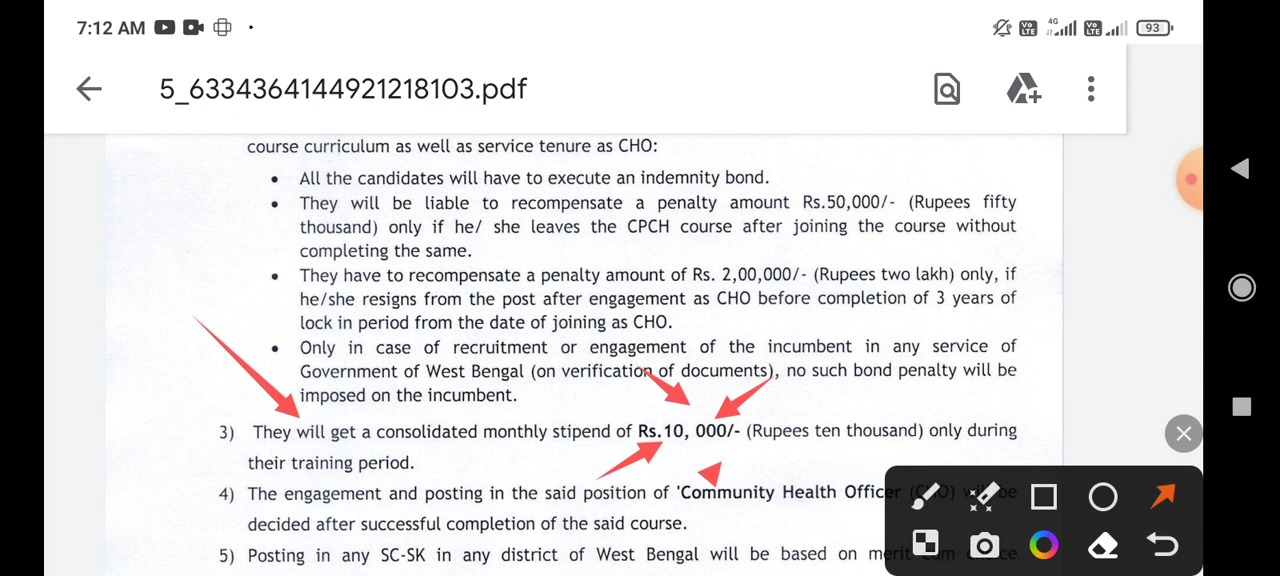 7:12 AM
4G
Vo LTE
Vo LTE
93
5_6334364144921218103.pdf
course curriculum as well as service tenure as CHO:
• All the candidates will have to execute an indemnity bond.
• They will be liable to recompensate a penalty amount Rs.50,000/- (Rupees fifty
thousand) only if he/ she leaves the CPCH course after joining the course without
completing the same.
• They have to recompensate a penalty amount of Rs. 2,00,000/- (Rupees two lakh) only, if
he/she resigns from the post after engagement as CHO before completion of 3 years of
lock in period from the date of joining as CHO.
• Only in case of recruitment or engagement of the incumbent in any service of
Government of West Bengal (on verification of documents), no such bond penalty will be
imposed on the incumbent.
3) They will get a consolidated monthly stipend of Rs.10, 000/- (Rupees ten thousand) only during
their training period.
4) The engagement and posting in the said position of 'Community Health Officer (CHO) will be
decided after successful completion of the said course.
5) Posting in any SC-SK in any district of West Bengal will be based on merit